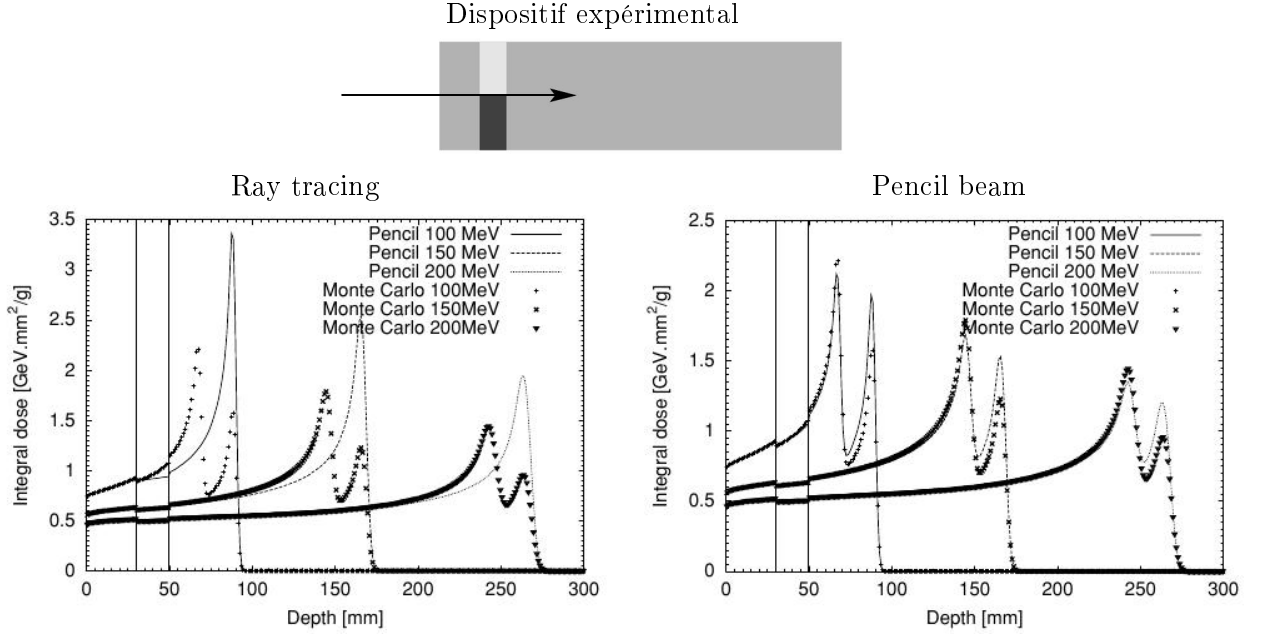 Dispositif expérimental
Ray tracing
3.5
3
2.5
2
1.5
1
0.5
0
Integral dose [GeV.mm²/g]
Pencil 100 MeV
Pencil 150 MeV
Pencil 200 MeV
Monte Carlo 100MeV
Monte Carlo 150MeV
Monte Carlo 200MeV
0 50 100 150 200 250 300
Depth [mm]
Pencil beam
2.5
2
1.5
1
0.5
0
Integral dose [GeV.mm²/g]
Pencil 100 MeV
Pencil 150 MeV
Pencil 200 MeV
Monte Carlo 100MeV
Monte Carlo 150MeV
Monte Carlo 200MeV
0 50 100 150 200 250 300
Depth [mm]